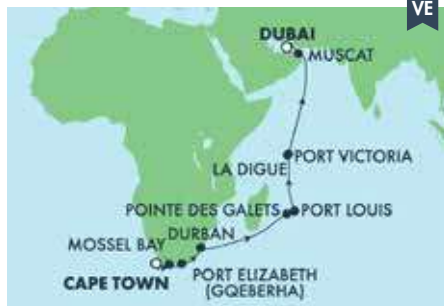 VE
DUBAI
MUSCAT
PORT VICTORIA
LA DIGUE
POINTE DES GALETS
PORT LOUIS
DURBAN
MOSSEL BAY
CAPE TOWN
PORT ELIZABETH
(GQEBERHA)